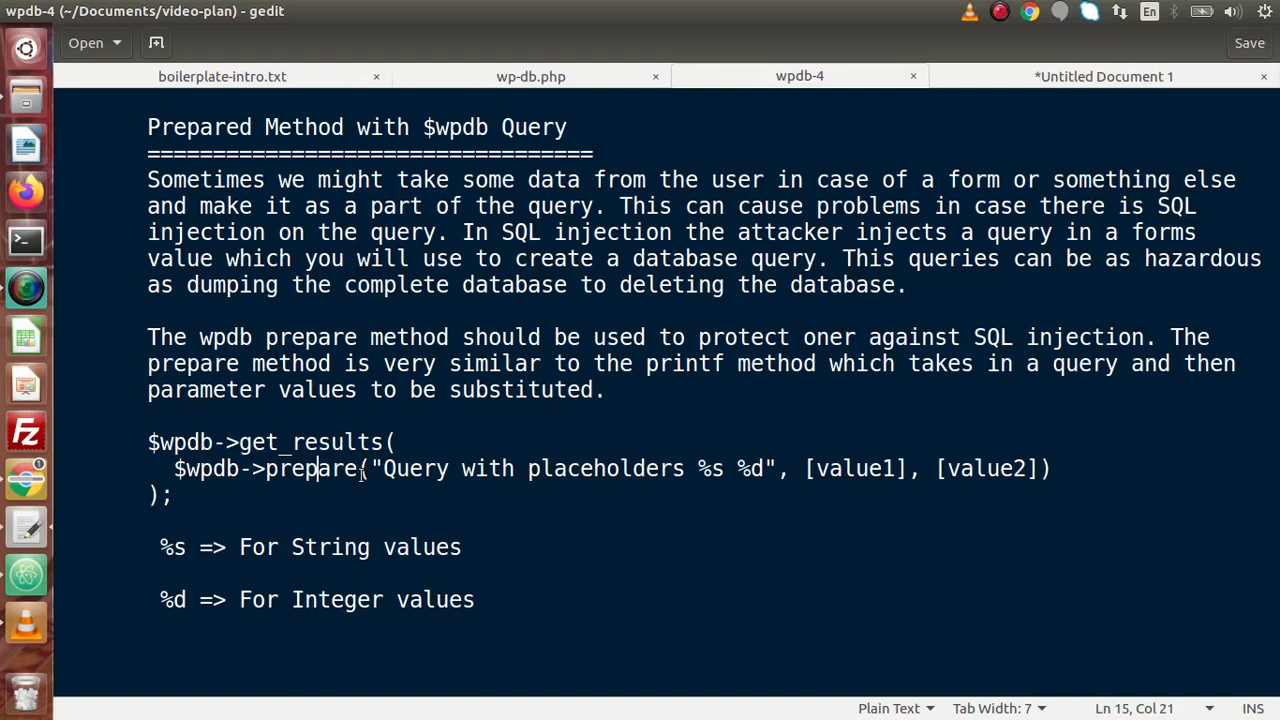 wpdb-4 (~/Documents/video-plan) - gedit
En
Open
Save
boilerplate-intro.txt × wp-db.php × wpdb-4 × *Untitled Document 1 ×
Prepared Method with $wpdb Query
==================================
Sometimes we might take some data from the user in case of a form or something else
and make it as a part of the query. This can cause problems in case there is SQL
injection on the query. In SQL injection the attacker injects a query in a forms
value which you will use to create a database query. This queries can be as hazardous
as dumping the complete database to deleting the database.
The wpdb prepare method should be used to protect oner against SQL injection. The
prepare method is very similar to the printf method which takes in a query and then
parameter values to be substituted.
$wpdb->get_results(
$wpdb->prepare("Query with placeholders %s %d", [value1], [value2])
);
%s => For String values
%d => For Integer values
Plain Text Tab Width: 7 Ln 15, Col 21 INS